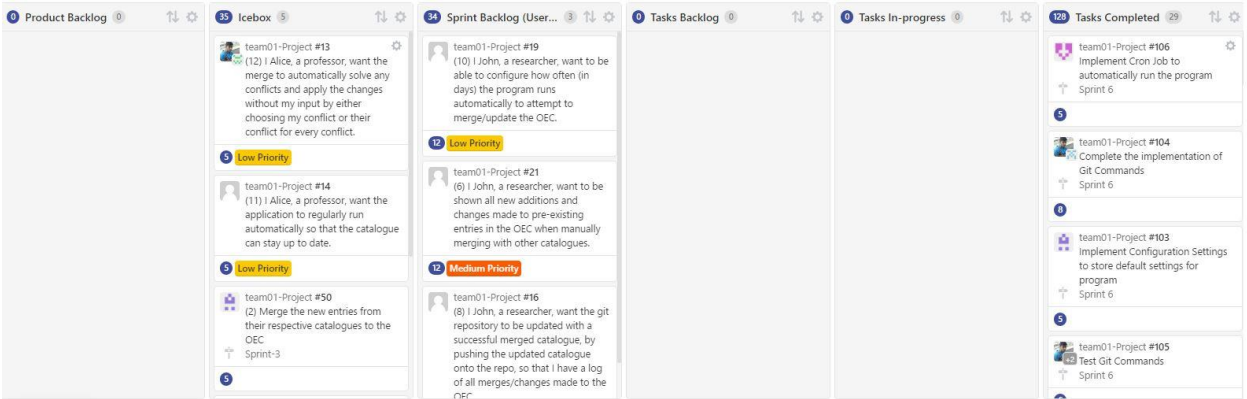 0 Product Backlog 0
35 Icebox 5
team01-Project #13
(12) I Alice, a professor, want the
merge to automatically solve any
conflicts and apply the changes
without my input by either
choosing my conflict or their
conflict for every conflict.
5 Low Priority
team01-Project #14
(11) I Alice, a professor, want the
application to regularly run
automatically so that the catalogue
can stay up to date.
5 Low Priority
team01-Project #50
(2) Merge the new entries from
their respective catalogues to the
OEC
Sprint-3
5
34 Sprint Backlog (User... 3
team01-Project #19
(10) I John, a researcher, want to be
able to configure how often (in
days) the program runs
automatically to attempt to
merge/update the OEC.
12 Low Priority
team01-Project #21
(6) I John, a researcher, want to be
shown all new additions and
changes made to pre-existing
entries in the OEC when manually
merging with other catalogues.
12 Medium Priority
team01-Project #16
(8) I John, a researcher, want the git
repository to be updated with a
successful merged catalogue, by
pushing the updated catalogue
onto the repo, so that I have a log
of all merges/changes made to the
OEC
0 Tasks Backlog 0
0 Tasks In-progress 0
128 Tasks Completed 29
team01-Project #106
Implement Cron Job to
automatically run the program
Sprint 6
5
team01-Project #104
Complete the implementation of
Git Commands
Sprint 6
8
team01-Project #103
Implement Configuration Settings
to store default settings for
program
Sprint 6
5
team01-Project #105
+2 Test Git Commands
Sprint 6